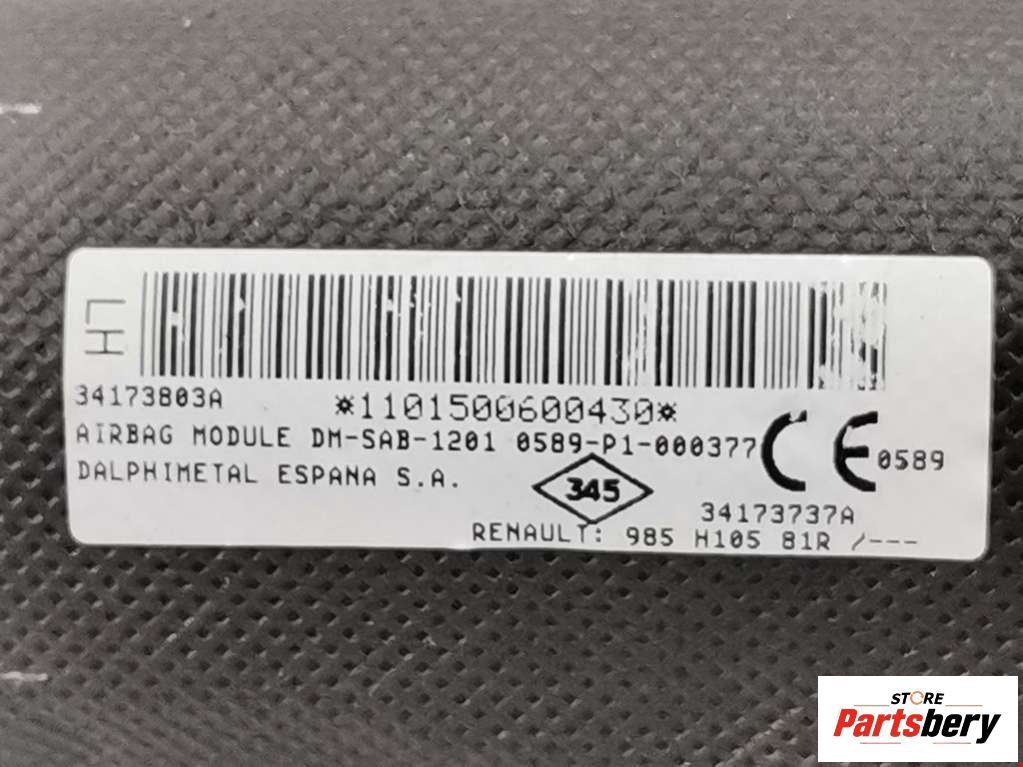 LH
34173803A
*1101500600430*
AIRBAG MODULE DM-SAB-1201 0589-P1-000377
CE 0589
DALPHIMETAL ESPANA S.A.
345
34173737A
RENAULT: 985 H105 81R /---
STORE
Partsbery